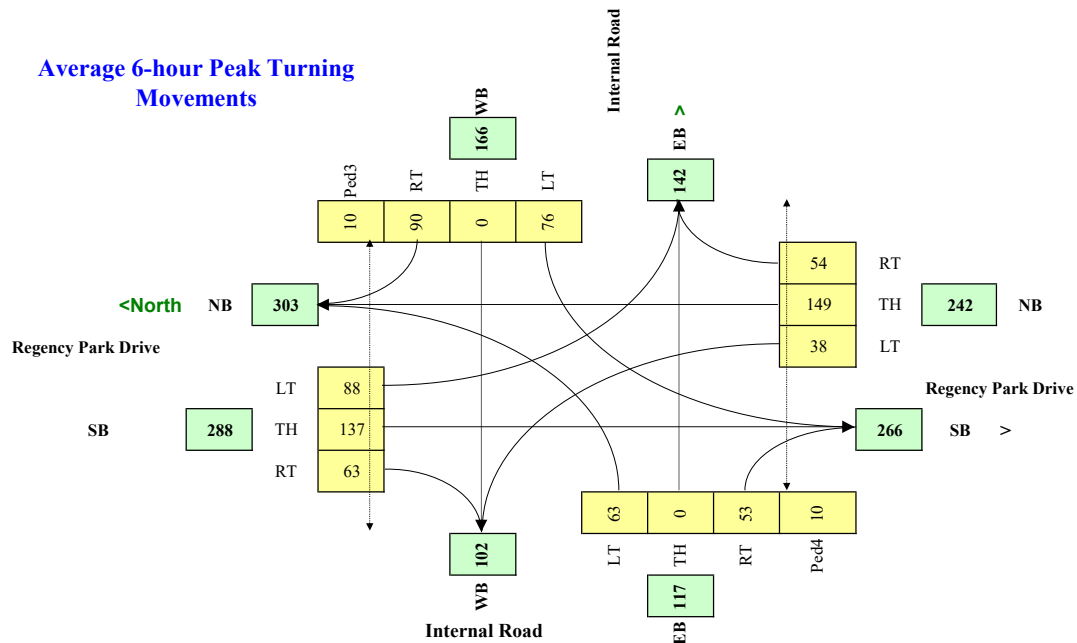 Average 6-hour Peak Turning
Movements
Internal Road
WB
166
EB
>
142
Ped3
RT
TH
LT
10
90
0
76
54
RT
149
TH
242
NB
38
LT
<North
NB
303
Regency Park Drive
LT
88
SB
288
TH
137
RT
63
Regency Park Drive
266
SB
>
63
0
53
10
LT
TH
RT
Ped4
102
WB
Internal Road
117
EB